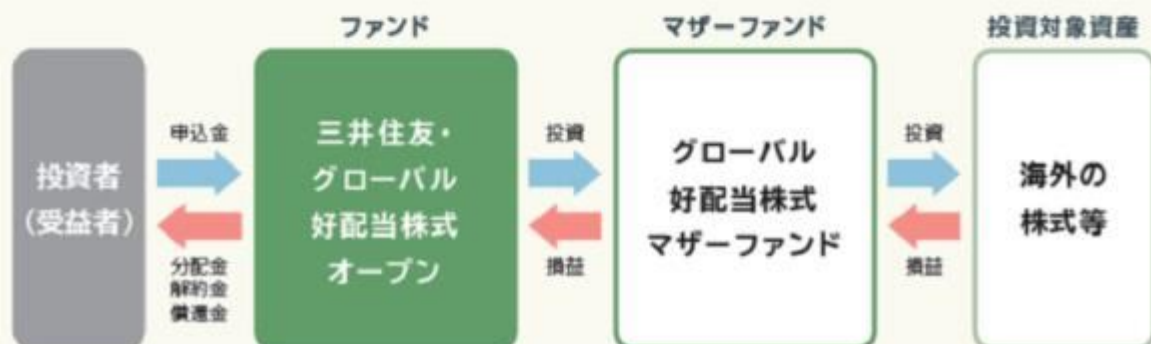 ファンド
マザーファンド
投資対象資産
投資者
(受益者)
申込金
分配金
解約金
償還金
三井住友・
グローバル
好配当株式
オープン
投資
損益
グローバル
好配当株式
マザーファンド
投資
損益
海外の
株式等